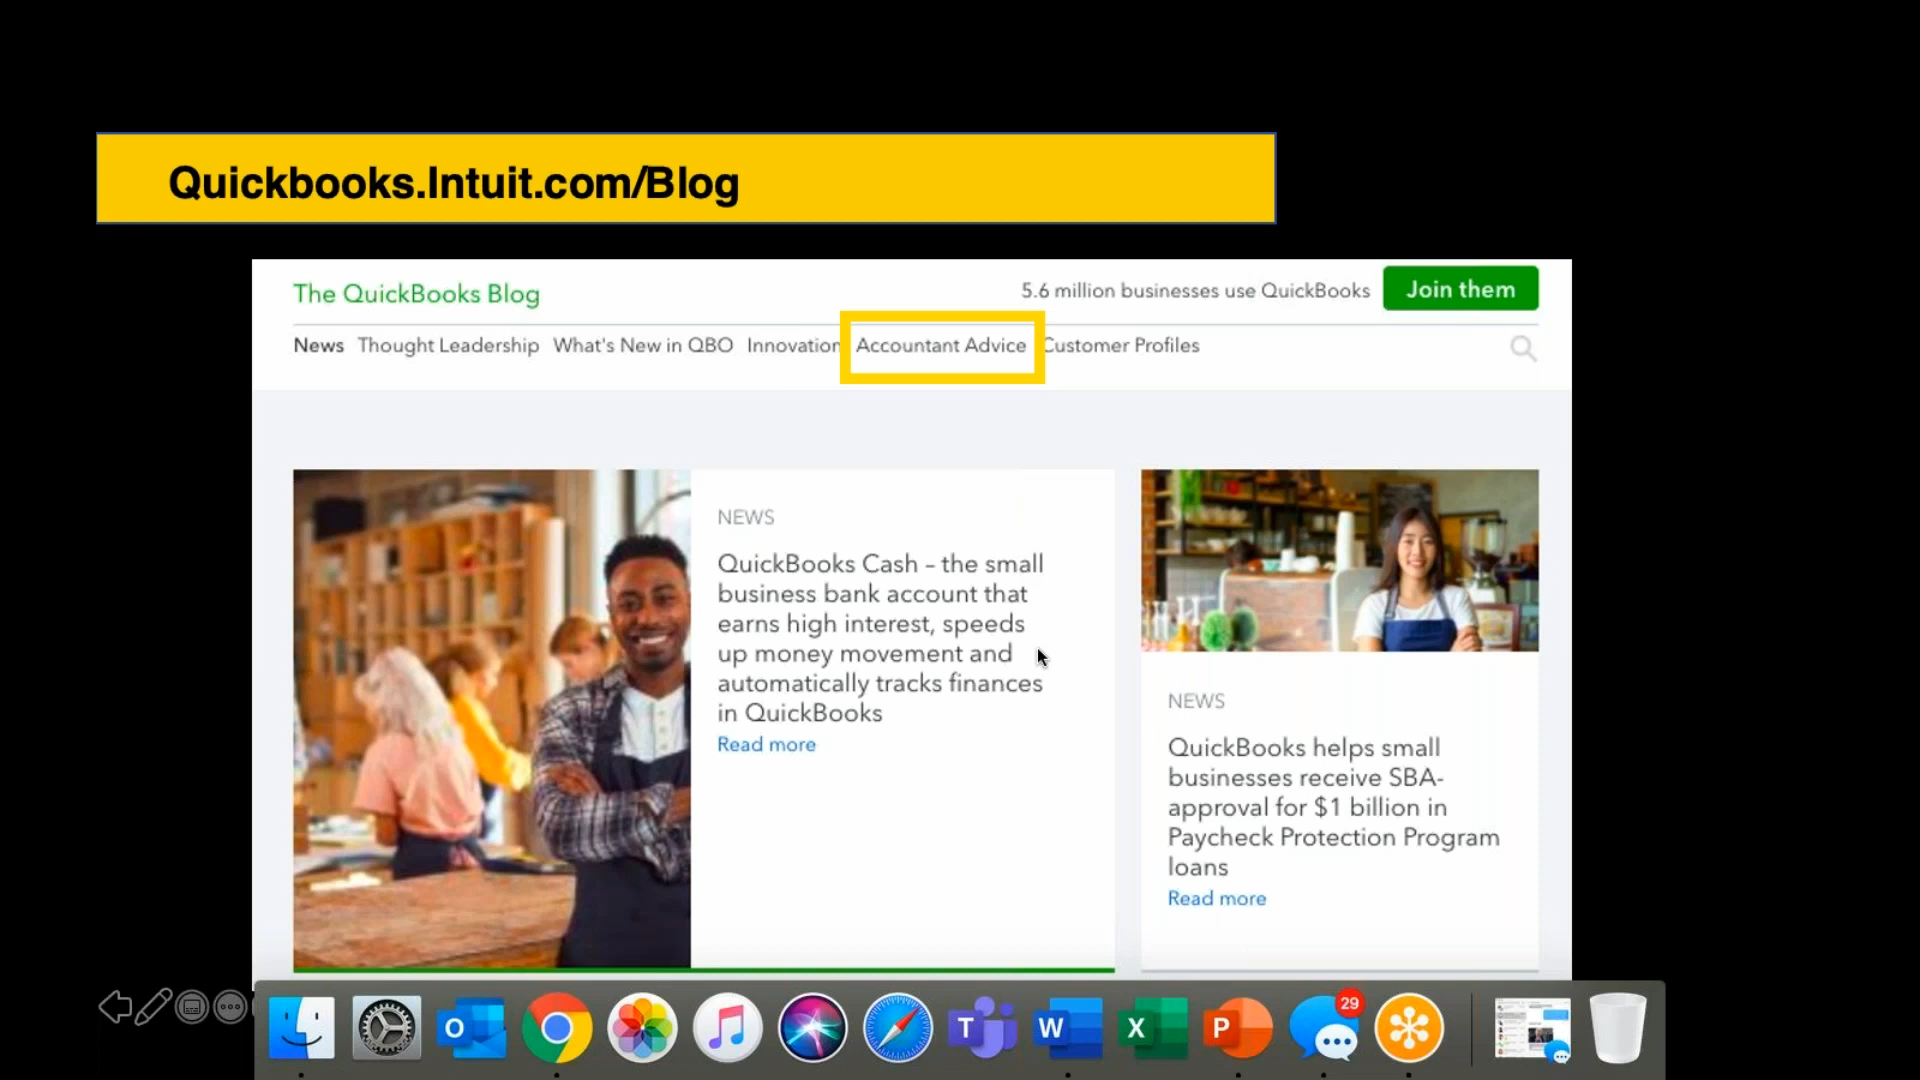 Quickbooks.Intuit.com/Blog
The QuickBooks Blog
5.6 million businesses use QuickBooks
Join them
News Thought Leadership What's New in QBO Innovation Accountant Advice Customer Profiles
NEWS
QuickBooks Cash – the small
business bank account that
earns high interest, speeds
up money movement and
automatically tracks finances
in QuickBooks
Read more
NEWS
QuickBooks helps small
businesses receive SBA-
approval for $1 billion in
Paycheck Protection Program
loans
Read more
O
T
W
X
P
29